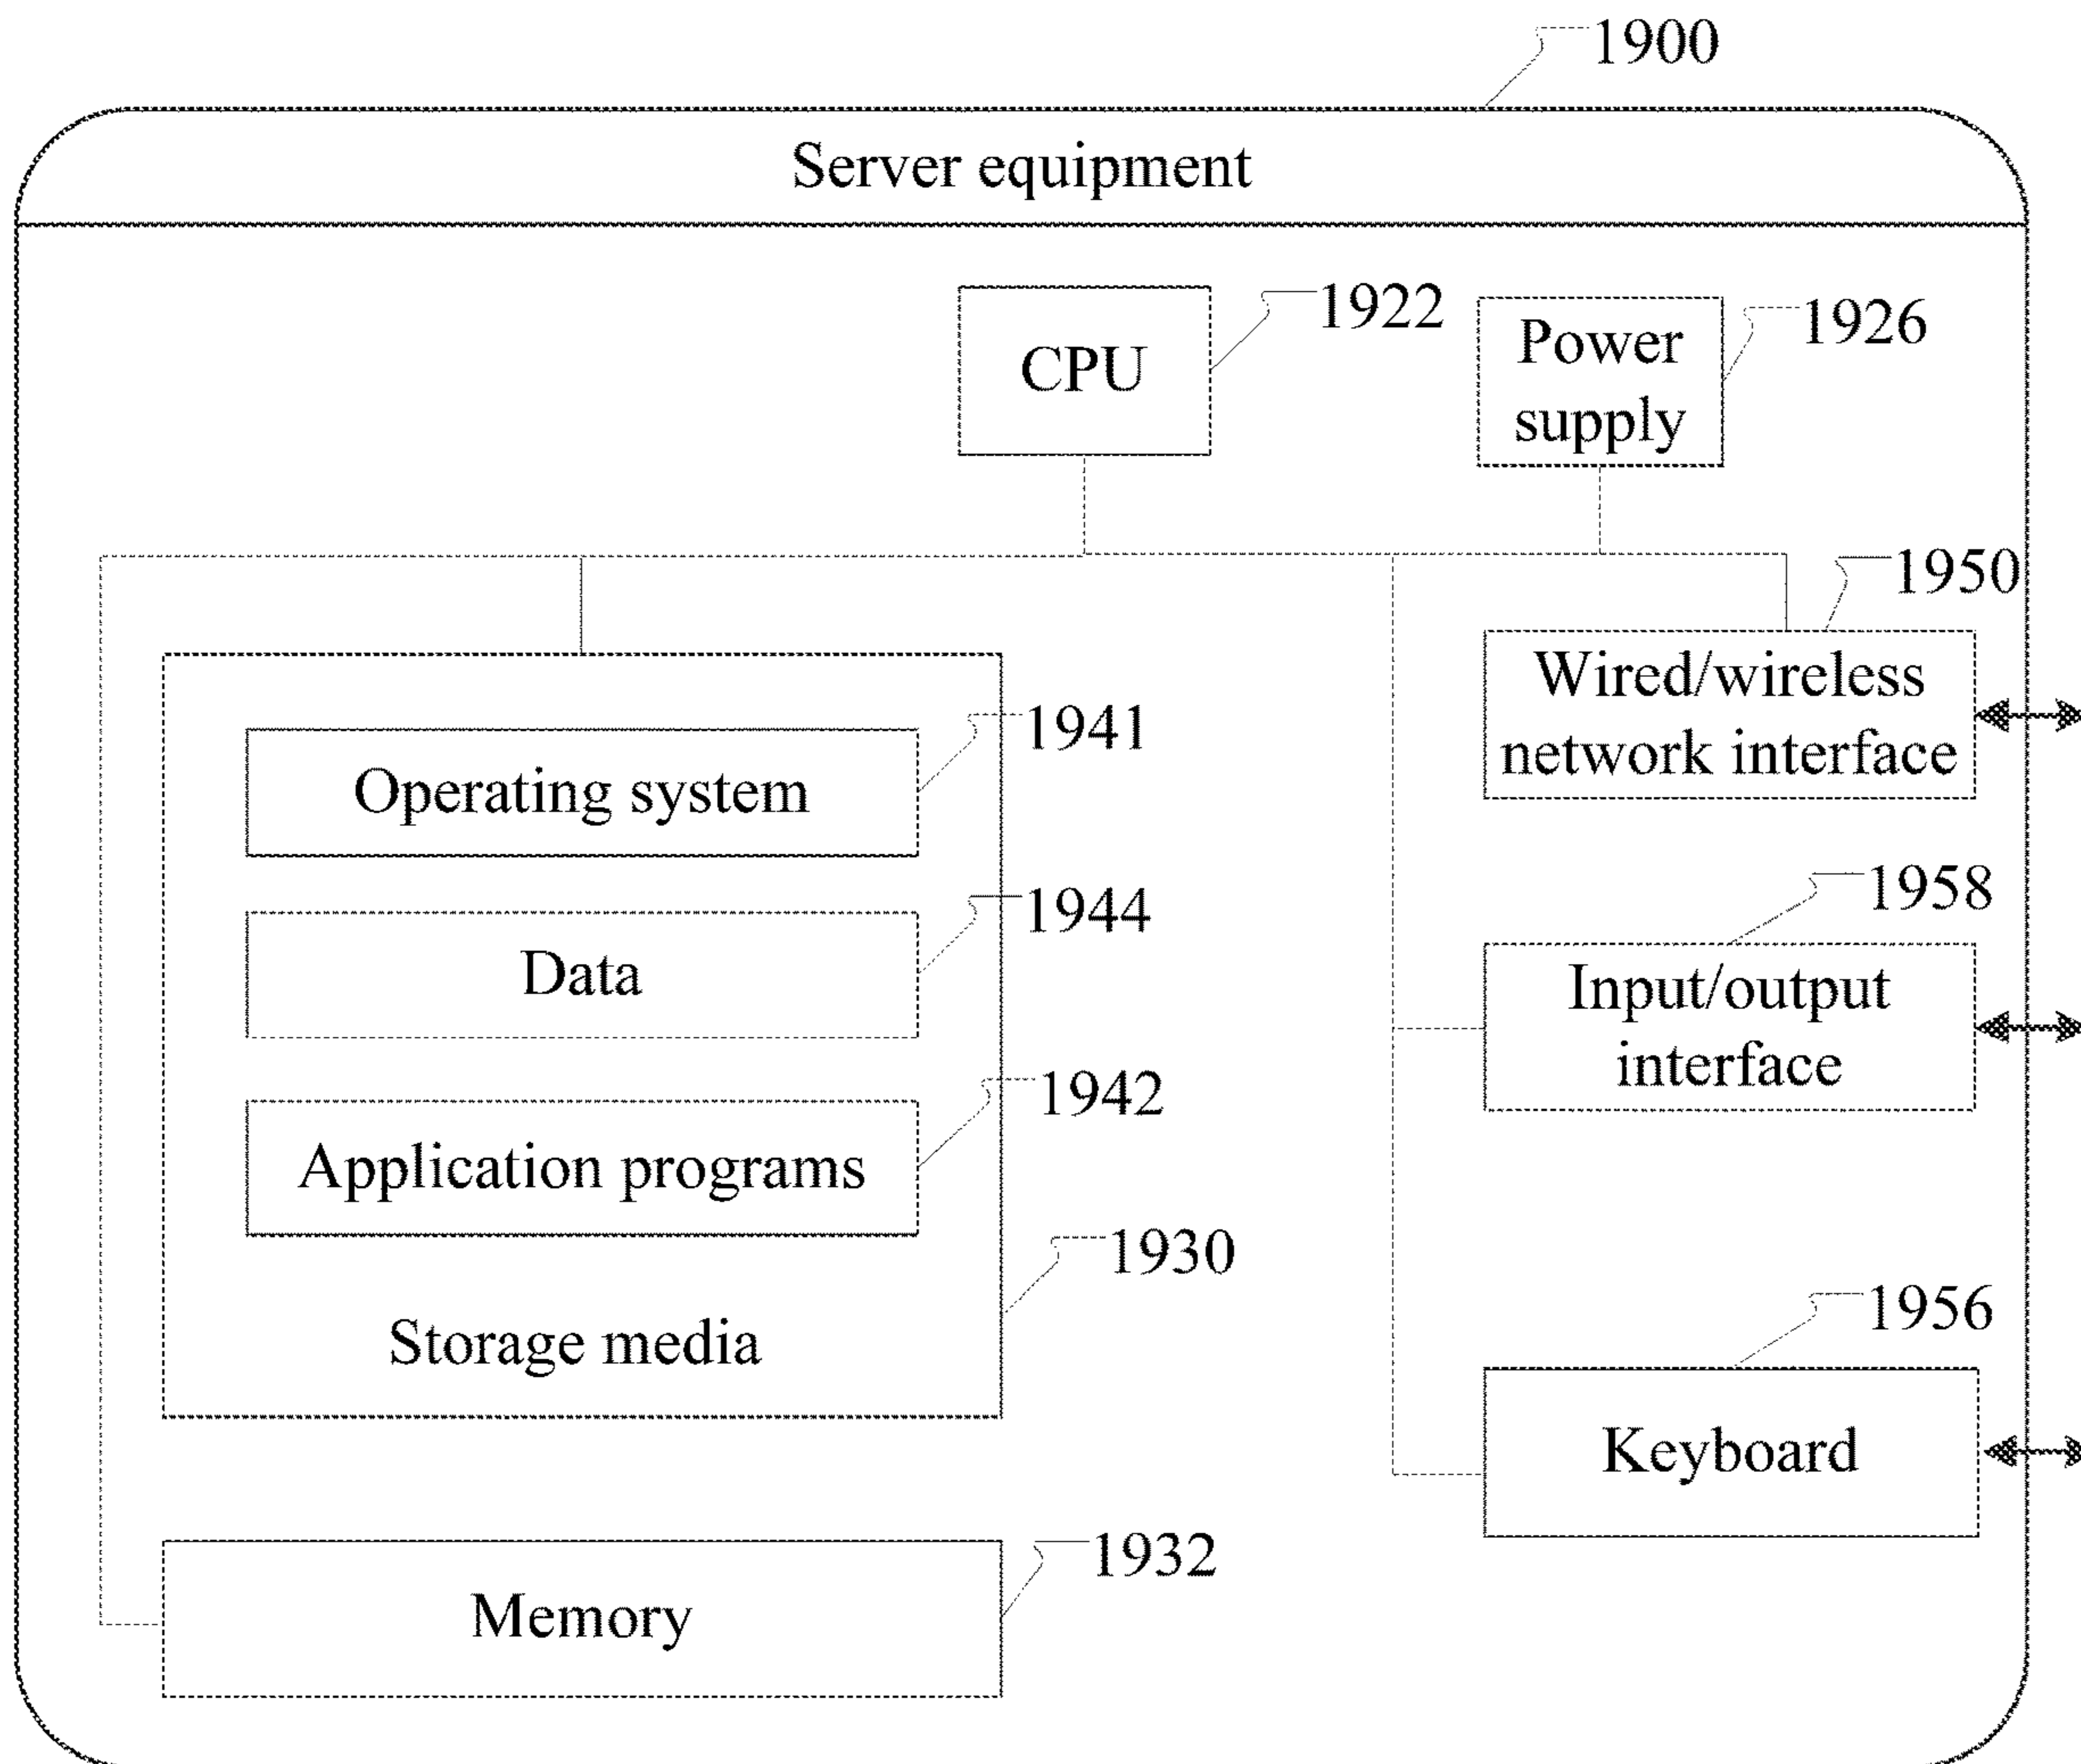 1900
Server equipment
CPU
1922
Power
supply
1926
1950
Wired/wireless
network interface
1941
Operating system
1944
Data
1958
Input/output
interface
1942
Application programs
1930
Storage media
1956
Keyboard
1932
Memory